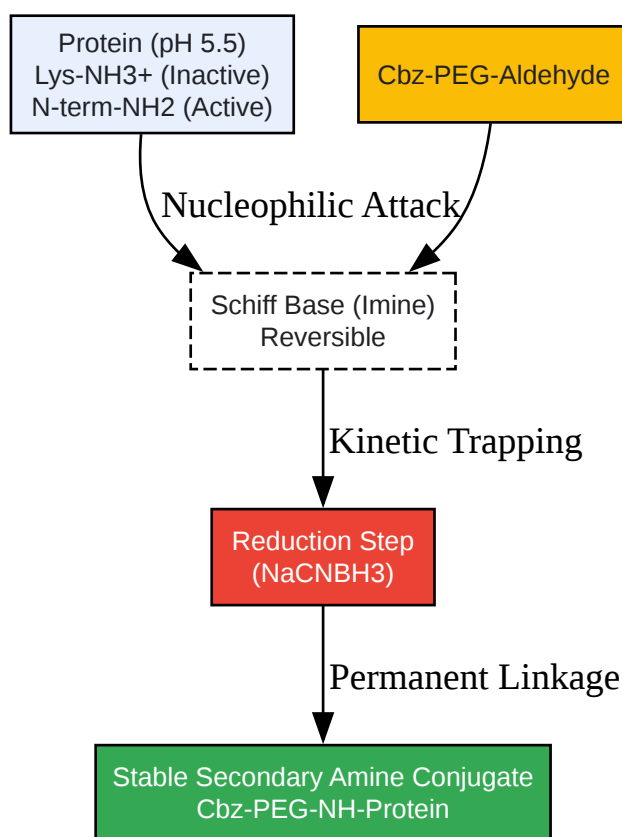 Protein (pH 5.5)
Lys-NH3+ (Inactive)
N-term-NH2 (Active)
Cbz-PEG-Aldehyde
Nucleophilic Attack
Schiff Base (Imine)
Reversible
Kinetic Trapping
Reduction Step
(NaCNBH3)
Permanent Linkage
Stable Secondary Amine Conjugate
Cbz-PEG-NH-Protein